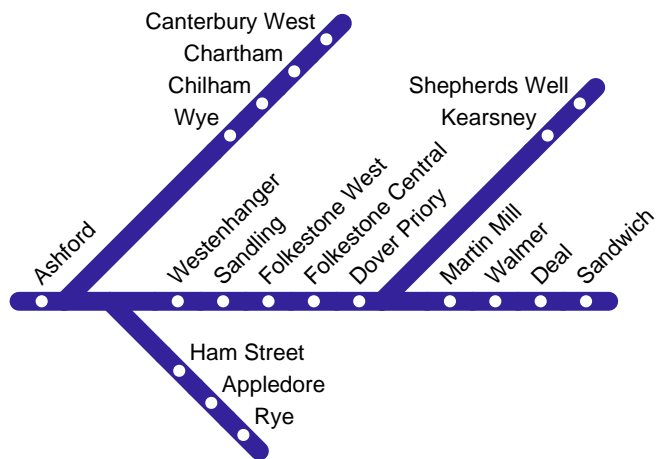 Canterbury West
Chartham
Chilham
Wye
Shepherds Well
Kearsney
Ashford
Westenhanger
Sandling
Folkestone West
Folkestone Central
Dover Priory
Martin Mill
Walmer
Deal
Sandwich
Ham Street
Appledore
Rye